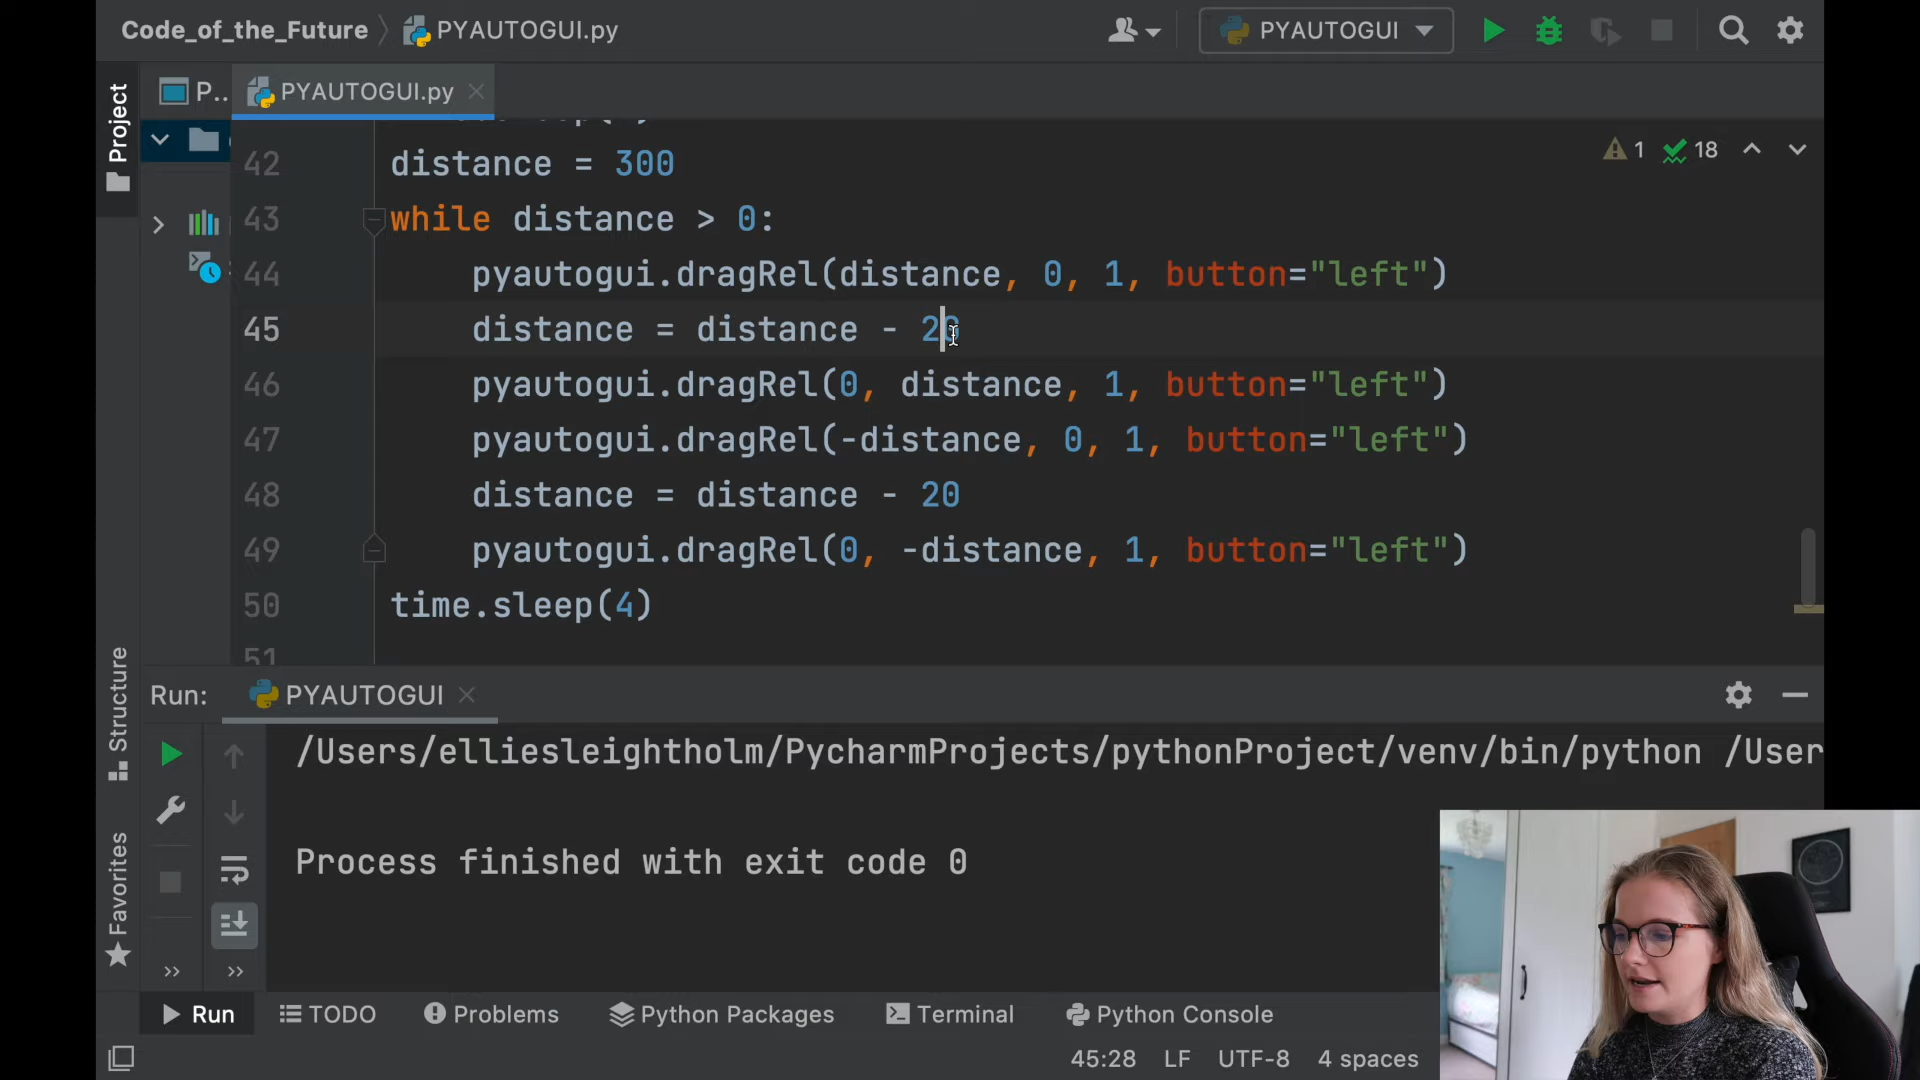 Code_of_the_Future PYAUTOGUI.py PYAUTOGUI
Project P.. PYAUTOGUI.py
42 distance = 300
43 while distance > 0:
44 pyautogui.dragRel(distance, 0, 1, button="left")
45 distance = distance - 20
46 pyautogui.dragRel(0, distance, 1, button="left")
47 pyautogui.dragRel(-distance, 0, 1, button="left")
48 distance = distance - 20
49 pyautogui.dragRel(0, -distance, 1, button="left")
50 time.sleep(4)
51
1 18
Structure
Favorites
Run: PYAUTOGUI
/Users/elliesleightholm/PycharmProjects/pythonProject/venv/bin/python /User
Process finished with exit code 0
Run TODO Problems Python Packages Terminal Python Console
45:28 LF UTF-8 4 spaces